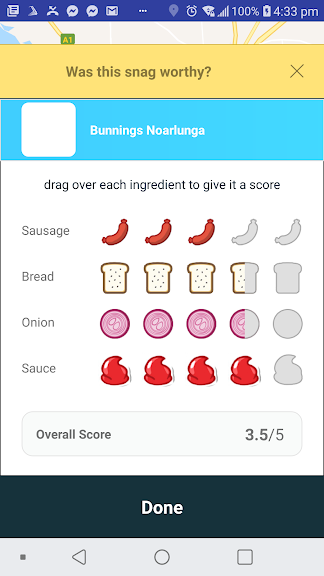 100% 4:33 pm
A1
Was this snag worthy?
Bunnings Noarlunga
drag over each ingredient to give it a score
Sausage
Bread
Onion
Sauce
Overall Score 3.5/5
Done